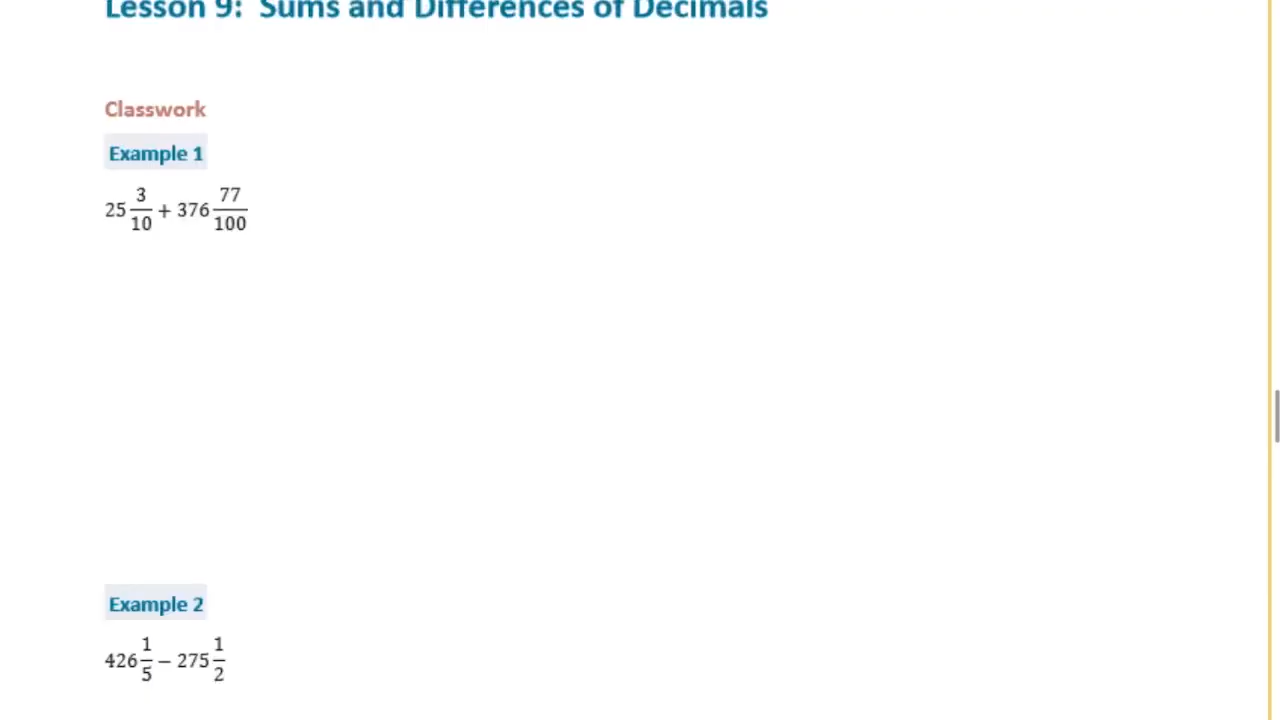 Lesson 9: Sums and Differences of Decimals
Classwork
Example 1
25 3/10 + 376 77/100
Example 2
426 1/5 − 275 1/2